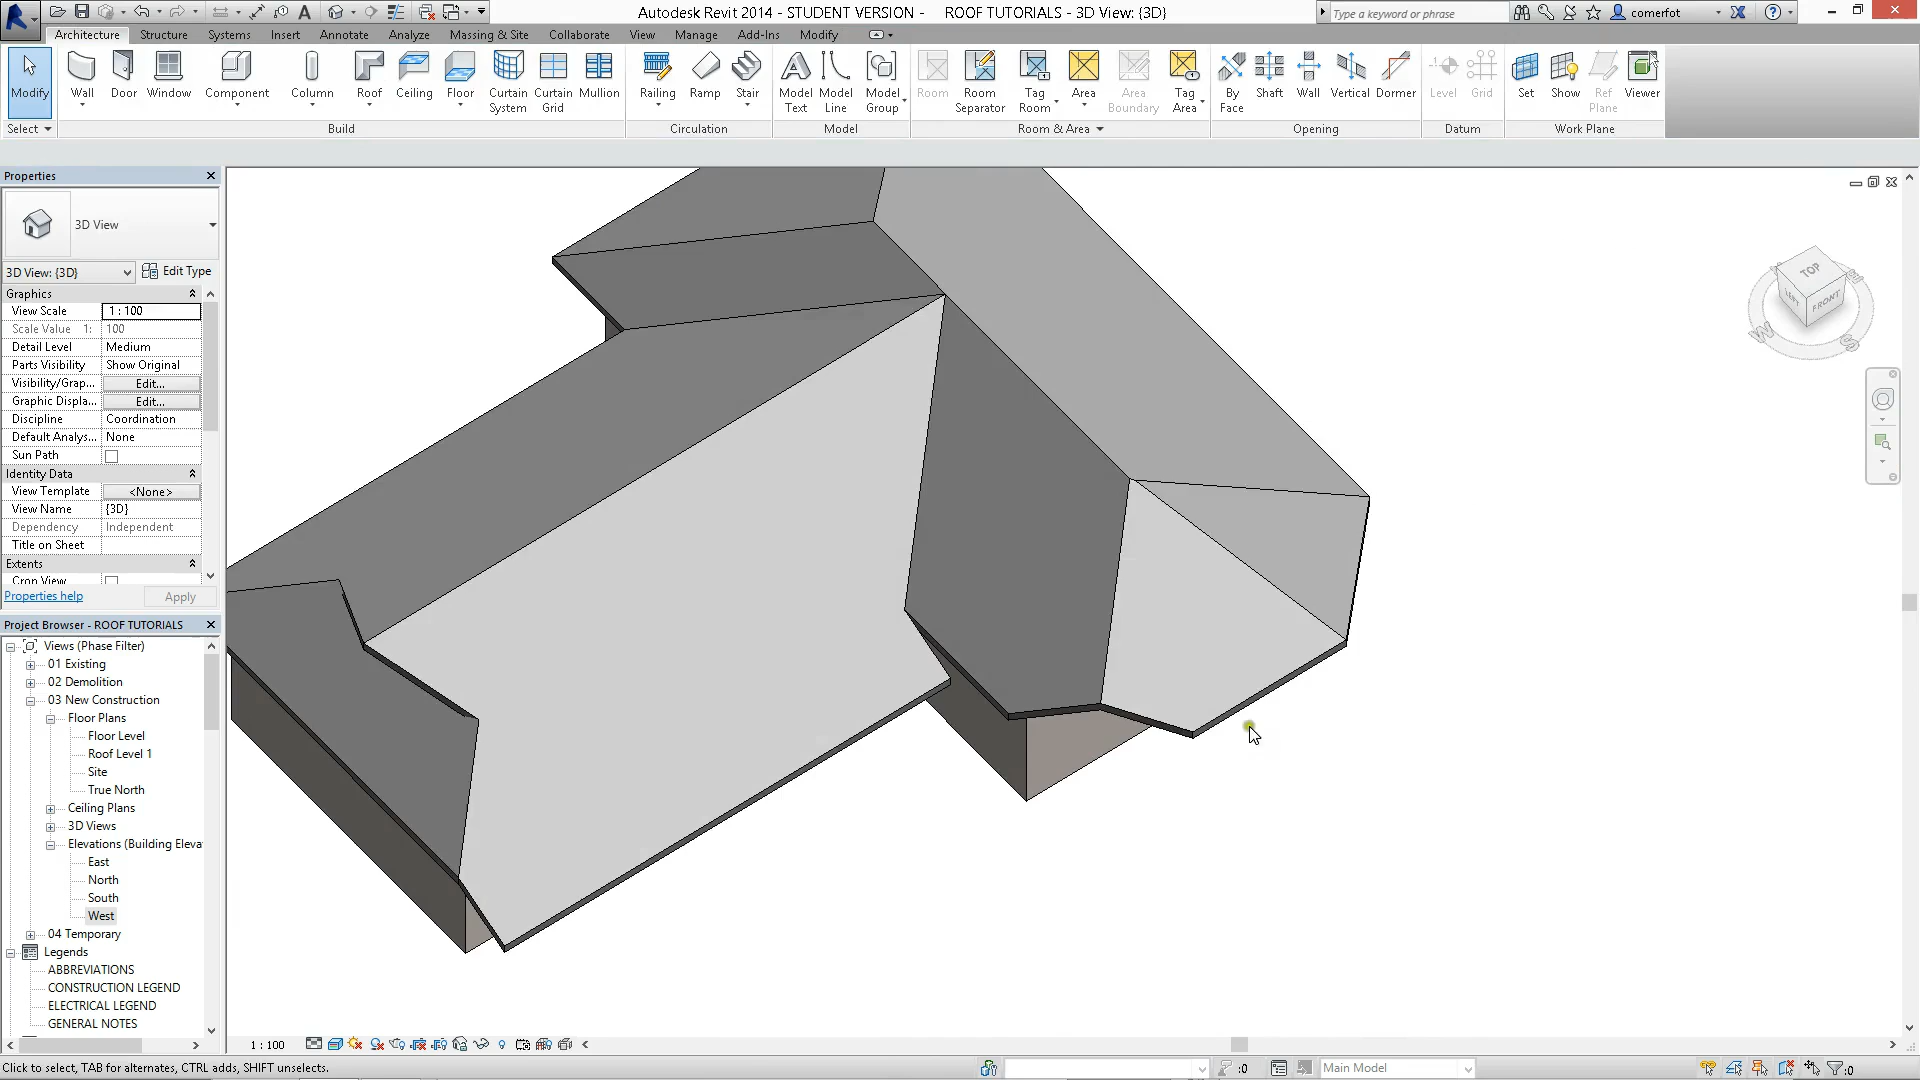 Autodesk Revit 2014 - STUDENT VERSION - ROOF TUTORIALS - 3D View: {3D}
Type a keyword or phrase
comerfot
Architecture Structure Systems Insert Annotate Analyze Massing & Site Collaborate View Manage Add-Ins Modify
Modify
Wall
Door
Window
Component
Column
Roof
Ceiling
Floor
Curtain System
Curtain Grid
Mullion
Railing
Ramp
Stair
Model Text
Model Line
Model Group
Room
Room Separator
Tag Room
Area
Area Boundary
Tag Area
By Face
Shaft
Wall
Vertical
Dormer
Level
Grid
Set
Show
Ref Plane
Viewer
Select
Build
Circulation
Model
Room & Area
Opening
Datum
Work Plane
Properties
3D View
3D View: {3D}
Edit Type
Graphics
View Scale 1 : 100
Scale Value 1: 100
Detail Level Medium
Parts Visibility Show Original
Visibility/Grap... Edit...
Graphic Displa... Edit...
Discipline Coordination
Default Analys... None
Sun Path
Identity Data
View Template <None>
View Name {3D}
Dependency Independent
Title on Sheet
Extents
Crop View
Properties help
Apply
Project Browser - ROOF TUTORIALS
Views (Phase Filter)
01 Existing
02 Demolition
03 New Construction
Floor Plans
Floor Level
Roof Level 1
Site
True North
Ceiling Plans
3D Views
Elevations (Building Eleva
East
North
South
West
04 Temporary
Legends
ABBREVIATIONS
CONSTRUCTION LEGEND
ELECTRICAL LEGEND
GENERAL NOTES
TOP
LEFT
FRONT
E
W
S
1 : 100
Click to select, TAB for alternates, CTRL adds, SHIFT unselects.
:0
Main Model
:0